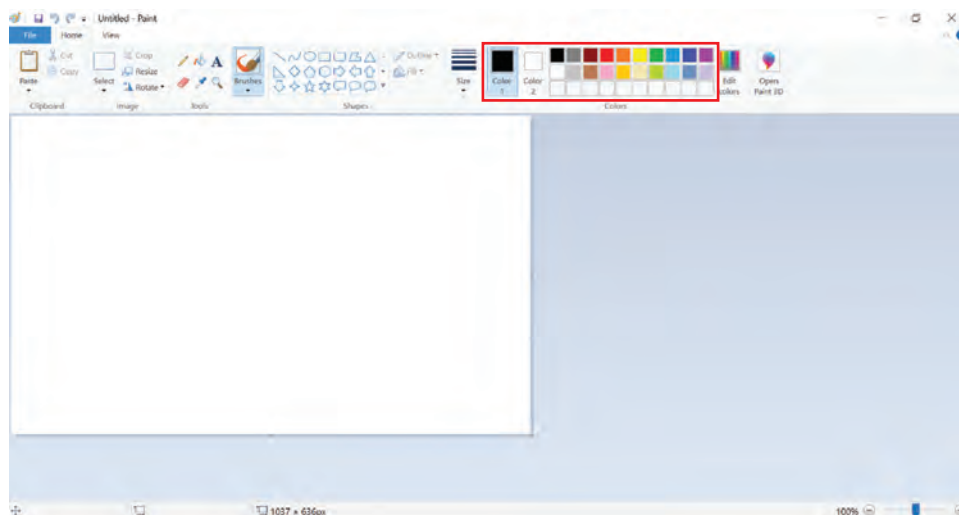 Untitled - Paint
File Home View
Paste
Cut
Copy
Clipboard
Select
Crop
Resize
Rotate
Image
A
Tools
Brushes
Shapes
Outline
Fill
Size
Color 1
Color 2
Colors
Edit colors
Open Paint 3D
1037 × 636px
100%